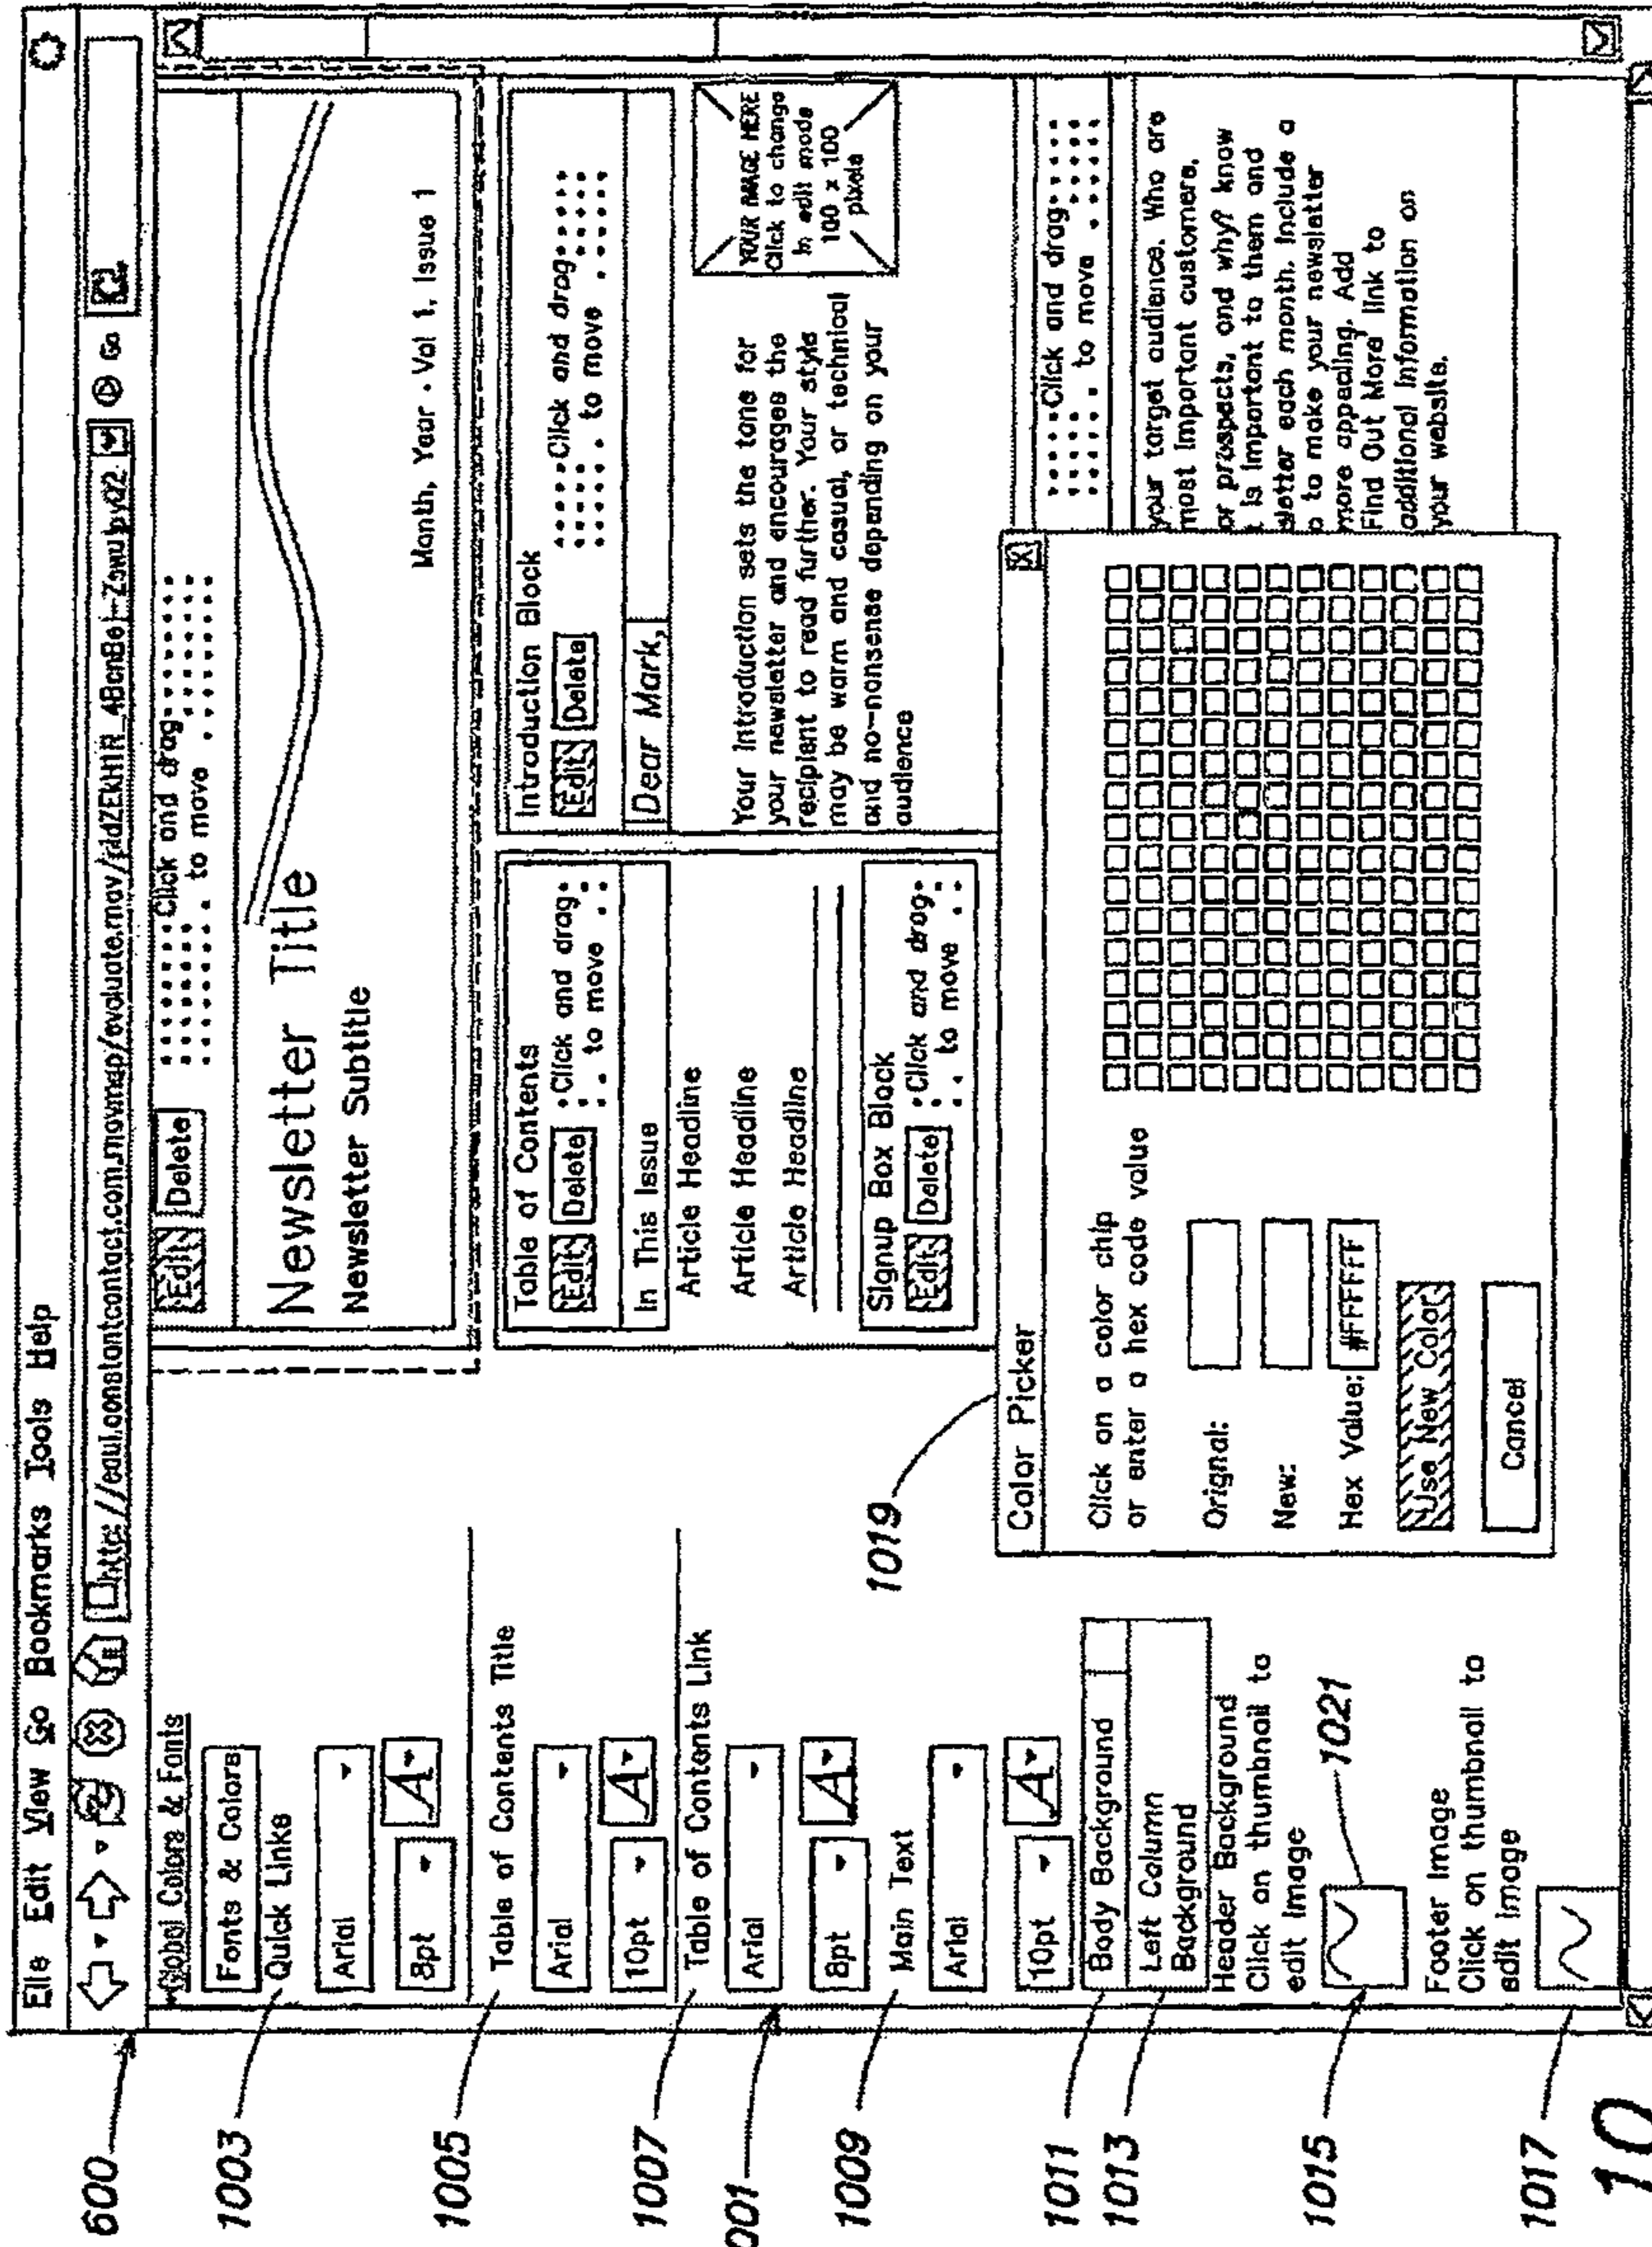 File Edit View Go Bookmarks Tools Help
Go
Global Colors & Fonts
Fonts & Colors
Quick Links
Arial
8pt A
Table of Contents Title
Arial
10pt A
Table of Contents Link
Arial
8pt A
Main Text
Arial
10pt A
Body Background
Left Column
Background
Header Background
Click on thumbnail to
edit Image
Footer Image
Click on thumbnail to
edit Image
Edit Delete Click and drag
to move
Newsletter Title
Newsletter Subtitle
Month, Year - Vol 1, Issue 1
Table of Contents
Edit Delete Click and drag
to move
In This Issue
Article Headline
Article Headline
Article Headline
Signup Box Block
Edit Delete Click and drag
to move
Introduction Block
Edit Delete Click and drag
to move
Dear Mark,
Your Introduction sets the tone for
your newsletter and encourages the
recipient to read further. Your style
may be warm and casual, or technical
and no-nonsense depending on your
audience
YOUR IMAGE HERE
Click to change
in edit mode
100 x 100
pixels
Click and drag
to move
your target audience. Who are
most important customers,
or prospects, and why? know
is important to them and
sletter each month. Include a
o to make your newsletter
more appealing. Add
Find Out More' link to
additional information on
your website.
Color Picker
Click on a color chip
or enter a hex code value
Orignal:
New:
Hex Value: #FFFFFF
Use New Color
Cancel
600
1003
1005
1007
001
1009
1011
1013
1015
1017
1019
1021
10